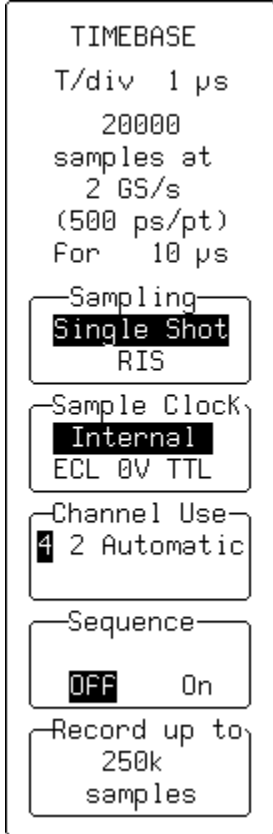 TIMEBASE
T/div 1 µs
20000
samples at
2 GS/s
(500 ps/pt)
for 10 µs
Sampling
Single Shot
RIS
Sample Clock
Internal
ECL 0V TTL
Channel Use
4 2 Automatic
Sequence
OFF On
Record up to
250k
samples